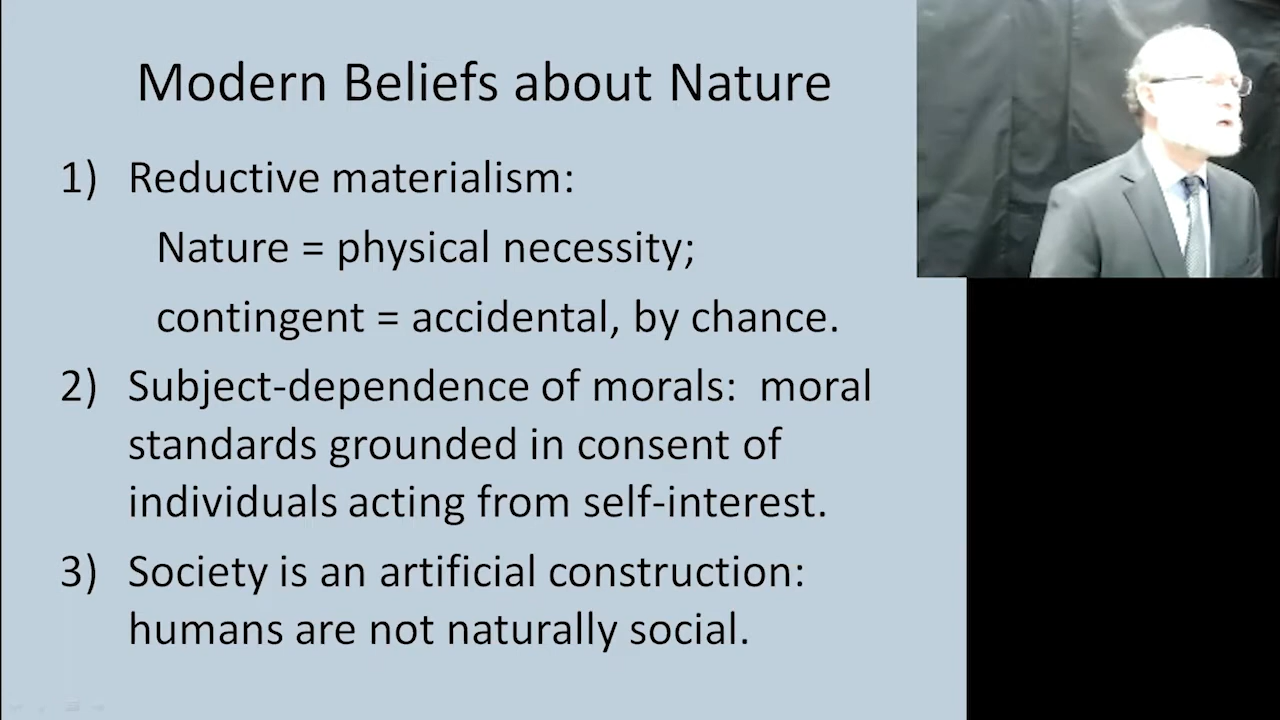 Modern Beliefs about Nature
1) Reductive materialism:
Nature = physical necessity;
contingent = accidental, by chance.
2) Subject-dependence of morals:  moral
standards grounded in consent of
individuals acting from self-interest.
3) Society is an artificial construction:
humans are not naturally social.